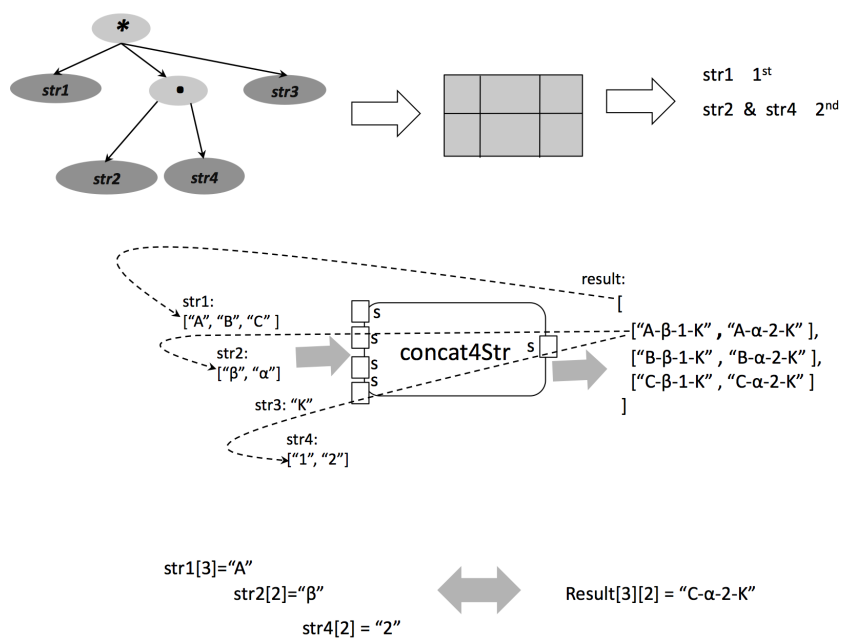 *
str1
•
str3
str2
str4
str1 1st
str2 & str4 2nd
result:
[
str1:
["A", "B", "C" ]
s
["A-β-1-K" , "A-α-2-K" ],
str2:
["β", "α"]
s
s
concat4Str
["B-β-1-K" , "B-α-2-K" ],
s
s
["C-β-1-K" , "C-α-2-K" ]
str3: "K"
]
str4:
["1", "2"]
str1[3]="A"
str2[2]="β"
Result[3][2] = "C-α-2-K"
str4[2] = "2"